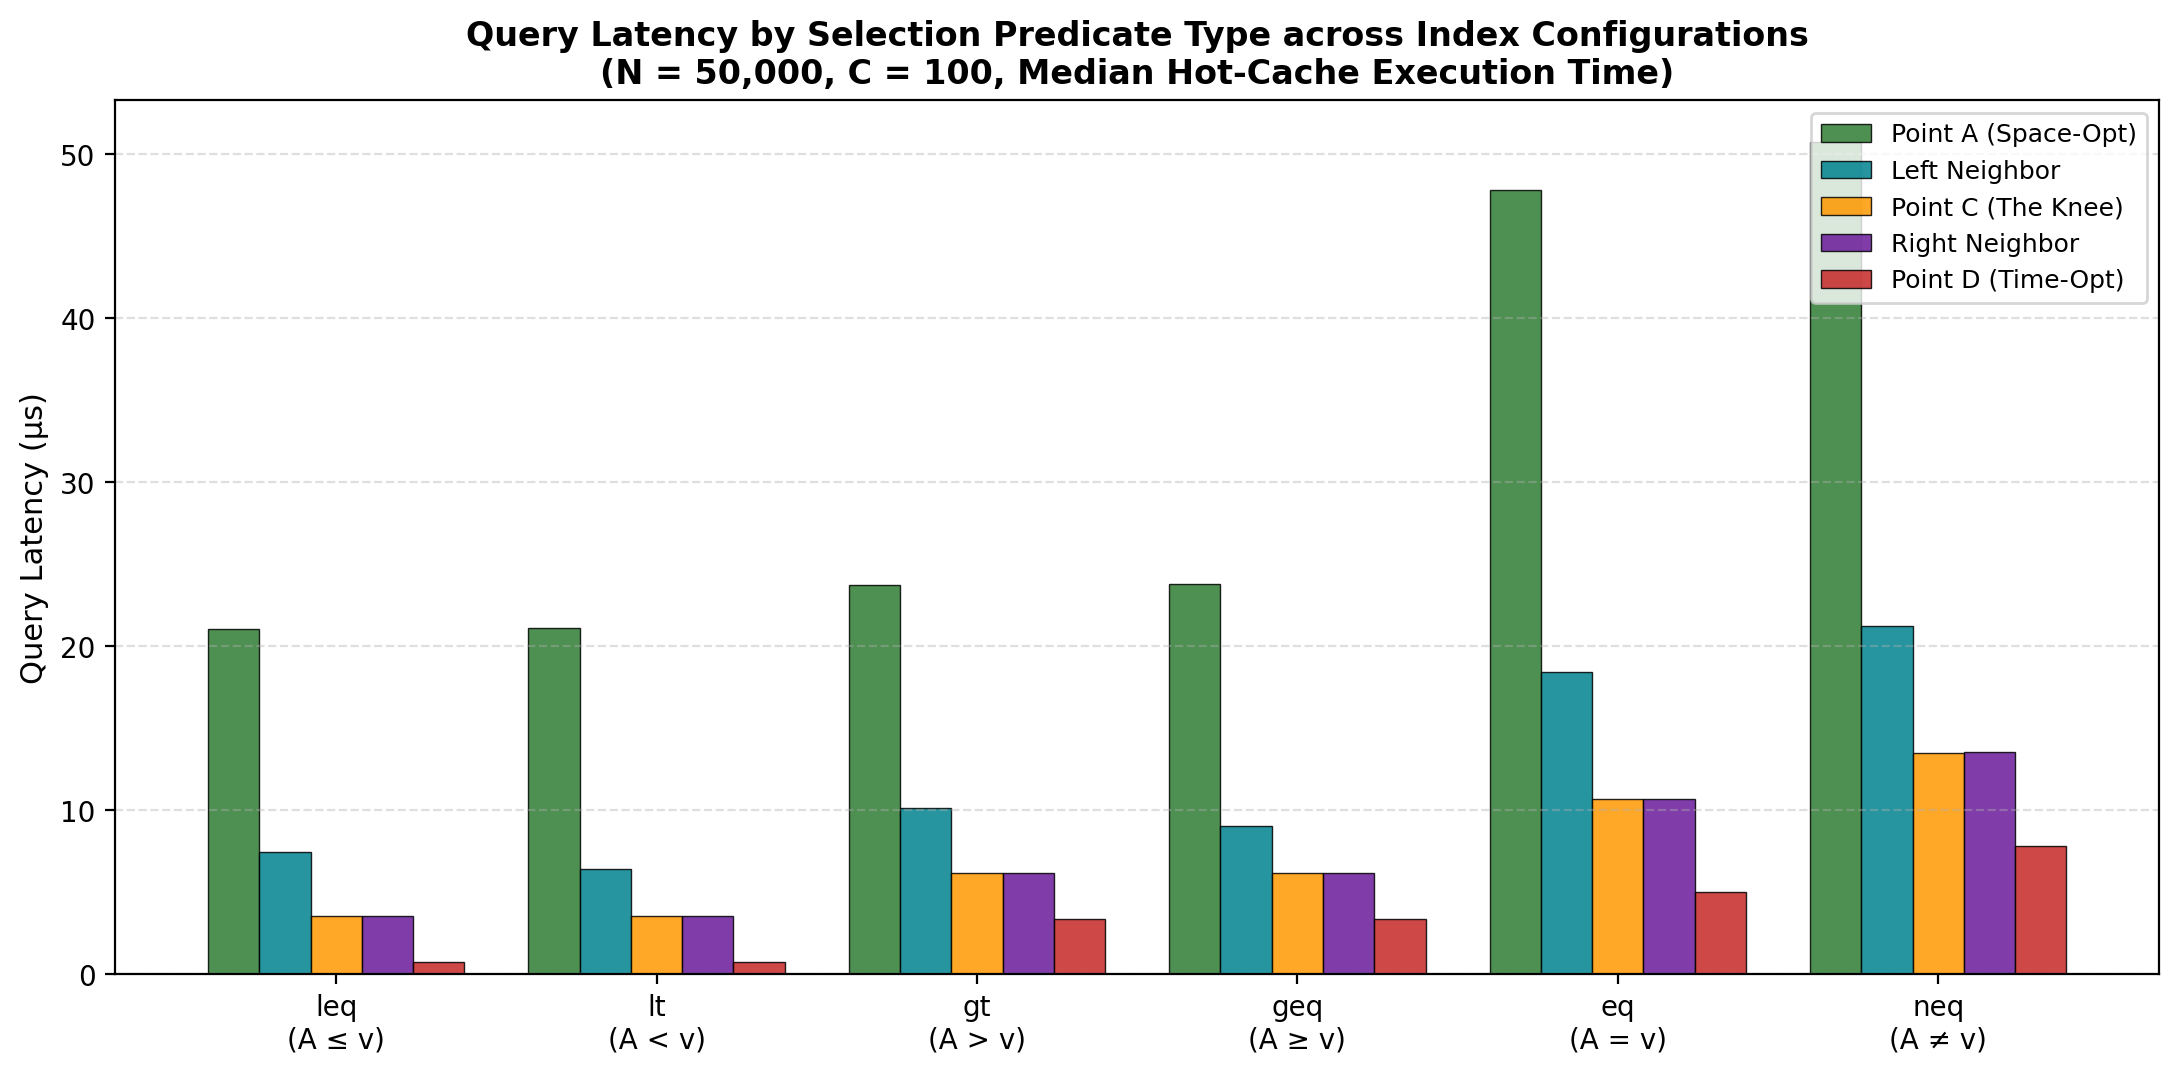 Query Latency by Selection Predicate Type across Index Configurations
(N = 50,000, C = 100, Median Hot-Cache Execution Time)
Query Latency (μs)
50
40
30
20
10
0
Point A (Space-Opt)
Left Neighbor
Point C (The Knee)
Right Neighbor
Point D (Time-Opt)
leq
(A ≤ v)
lt
(A < v)
gt
(A > v)
geq
(A ≥ v)
eq
(A = v)
neq
(A ≠ v)